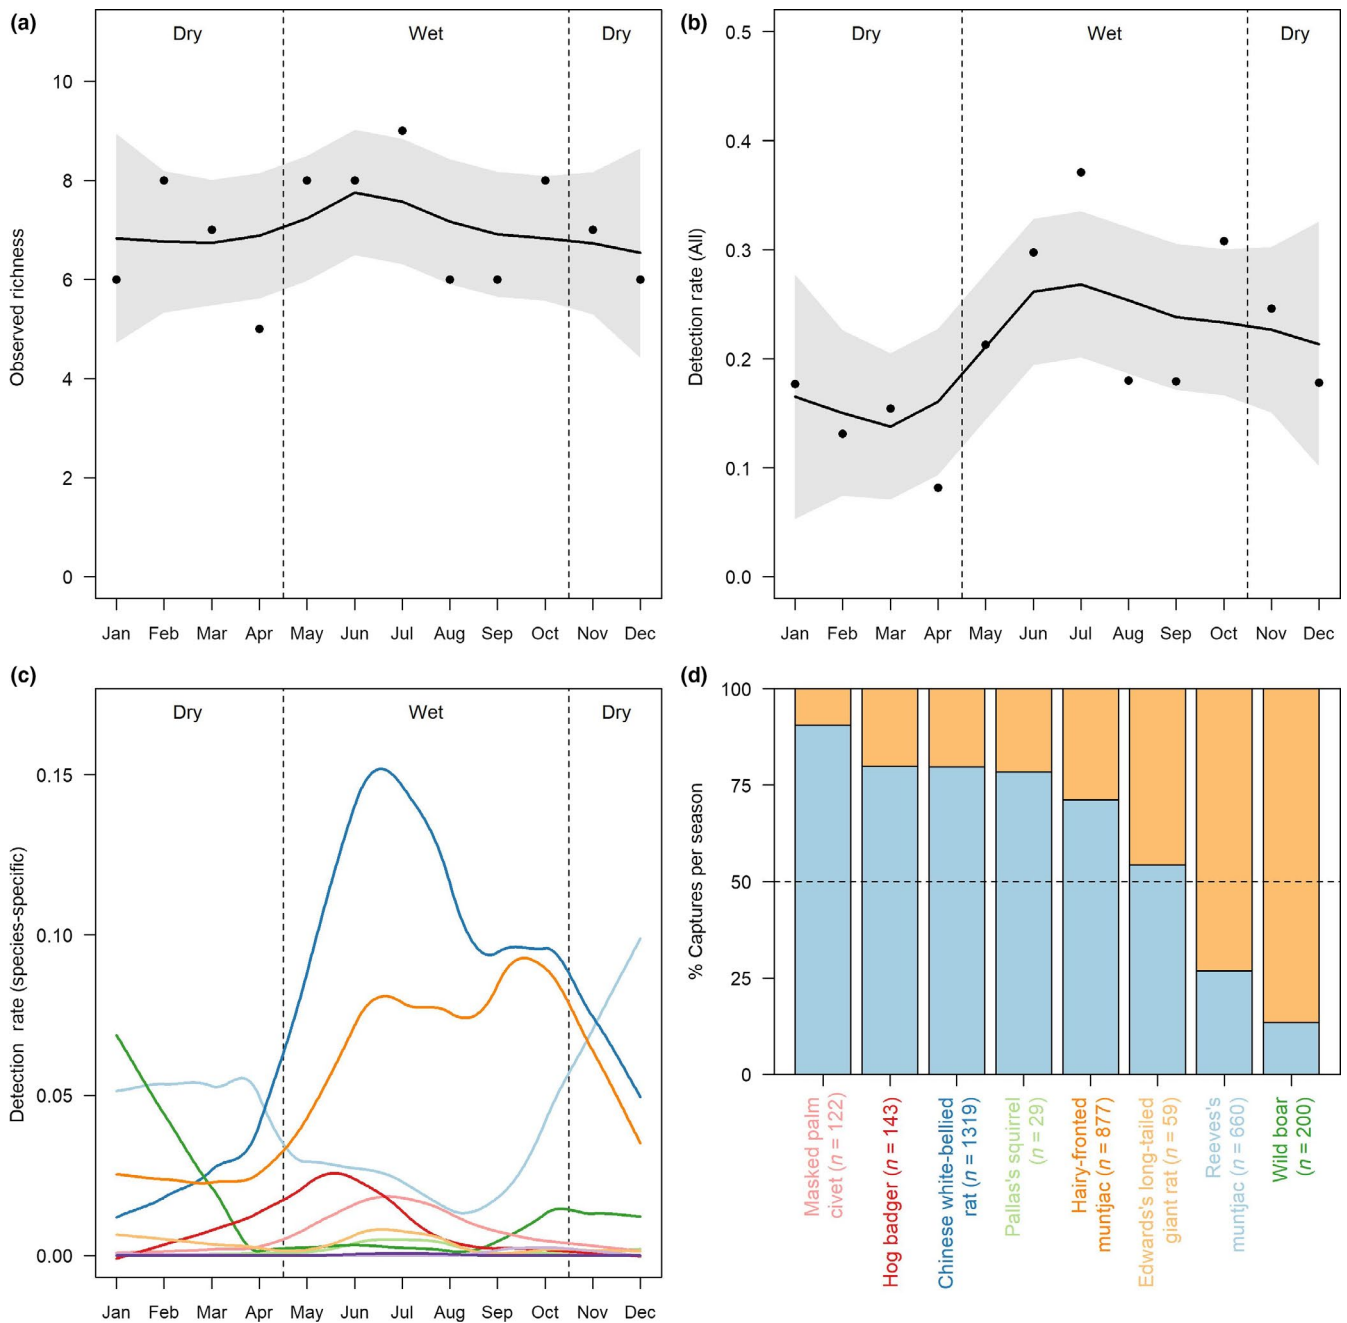 (a)
Dry
Wet
Dry
10
8
6
4
2
0
Observed richness
Jan Feb Mar Apr May Jun Jul Aug Sep Oct Nov Dec
(b)
Dry
Wet
Dry
0.5
0.4
0.3
0.2
0.1
0.0
Detection rate (All)
Jan Feb Mar Apr May Jun Jul Aug Sep Oct Nov Dec
(c)
Dry
Wet
Dry
0.15
0.10
0.05
0.00
Detection rate (species-specific)
Jan Feb Mar Apr May Jun Jul Aug Sep Oct Nov Dec
(d)
100
75
50
25
0
% Captures per season
Masked palm
civet (n = 122)
Hog badger (n = 143)
Chinese white-bellied
rat (n = 1319)
Pallas's squirrel
(n = 29)
Hairy-fronted
muntjac (n = 877)
Edwards's long-tailed
giant rat (n = 59)
Reeves's
muntjac (n = 660)
Wild boar
(n = 200)